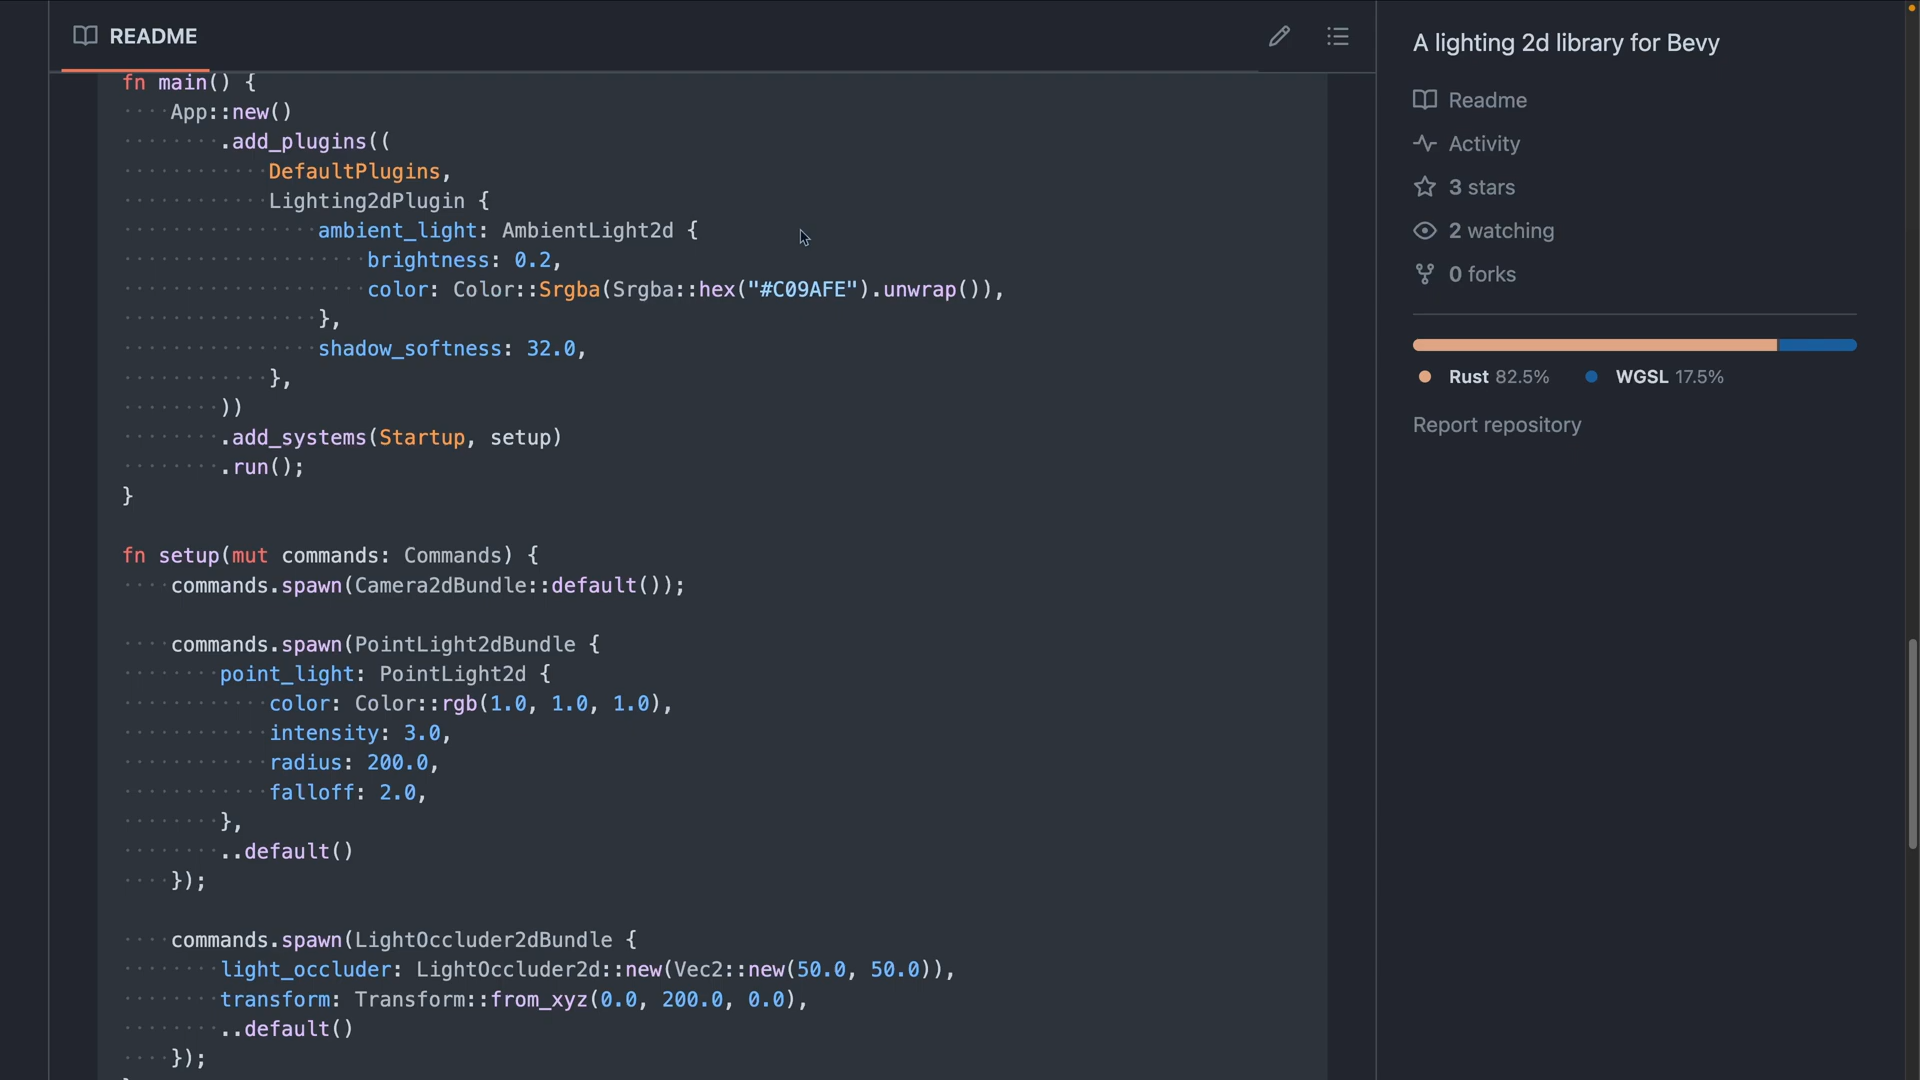 README
fn main() {
    App::new()
        .add_plugins((
            DefaultPlugins,
            Lighting2dPlugin {
                ambient_light: AmbientLight2d {
                    brightness: 0.2,
                    color: Color::Srgba(Srgba::hex("#C09AFE").unwrap()),
                },
                shadow_softness: 32.0,
            },
        ))
        .add_systems(Startup, setup)
        .run();
}
fn setup(mut commands: Commands) {
    commands.spawn(Camera2dBundle::default());
    commands.spawn(PointLight2dBundle {
        point_light: PointLight2d {
            color: Color::rgb(1.0, 1.0, 1.0),
            intensity: 3.0,
            radius: 200.0,
            falloff: 2.0,
        },
        ..default()
    });
    commands.spawn(LightOccluder2dBundle {
        light_occluder: LightOccluder2d::new(Vec2::new(50.0, 50.0)),
        transform: Transform::from_xyz(0.0, 200.0, 0.0),
        ..default()
    });
A lighting 2d library for Bevy
Readme
Activity
3 stars
2 watching
0 forks
Rust 82.5% WGSL 17.5%
Report repository